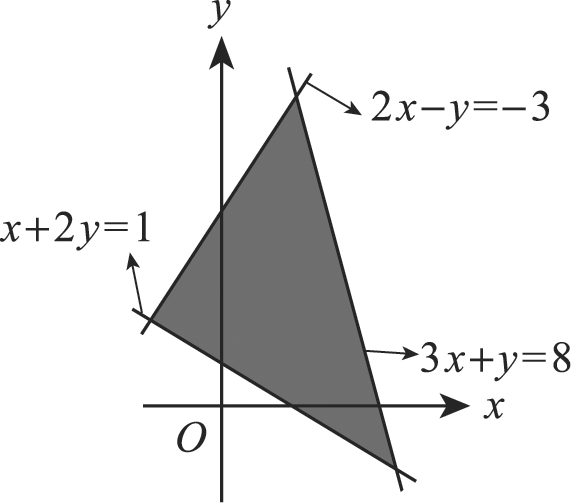 y
2x−y=−3
x+2y=1
3x+y=8
O
x